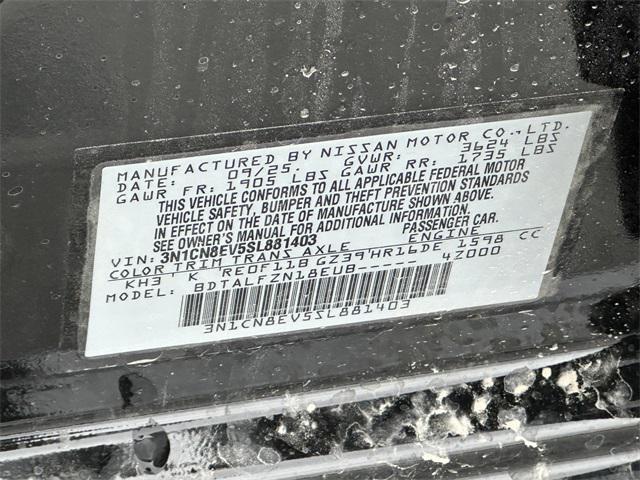 MANUFACTURED BY NISSAN MOTOR CO., LTD.
DATE: 09/25. GVWR: 3624 LBS
GAWR FR: 1905 LBS GAWR RR: 1735 LBS
THIS VEHICLE CONFORMS TO ALL APPLICABLE FEDERAL MOTOR
VEHICLE SAFETY, BUMPER AND THEFT PREVENTION STANDARDS
IN EFFECT ON THE DATE OF MANUFACTURE SHOWN ABOVE.
SEE OWNER'S MANUAL FOR ADDITIONAL INFORMATION.
VIN: 3N1CN8EV5SL881403 PASSENGER CAR.
COLOR TRIM TRANS AXLE ENGINE
KH3 K RE0F11B GZ39 HR16DE 1598 CC
MODEL: BDTALFZN18EUB----- 4Z000
3N1CN8EV5SL881403